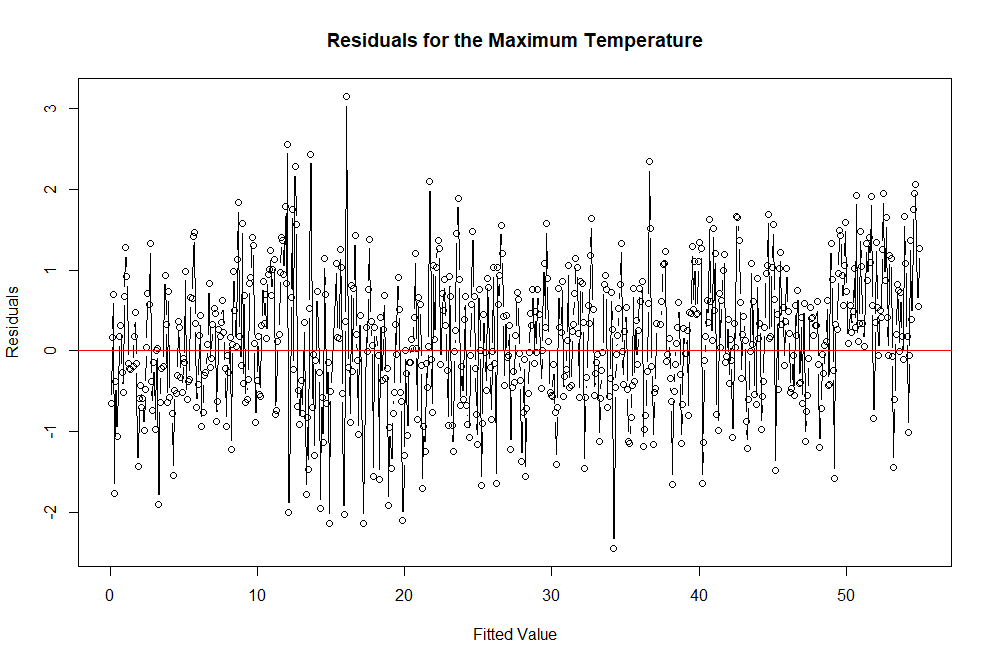 Residuals for the Maximum Temperature
Residuals
3
2
1
0
-1
-2
0 10 20 30 40 50
Fitted Value